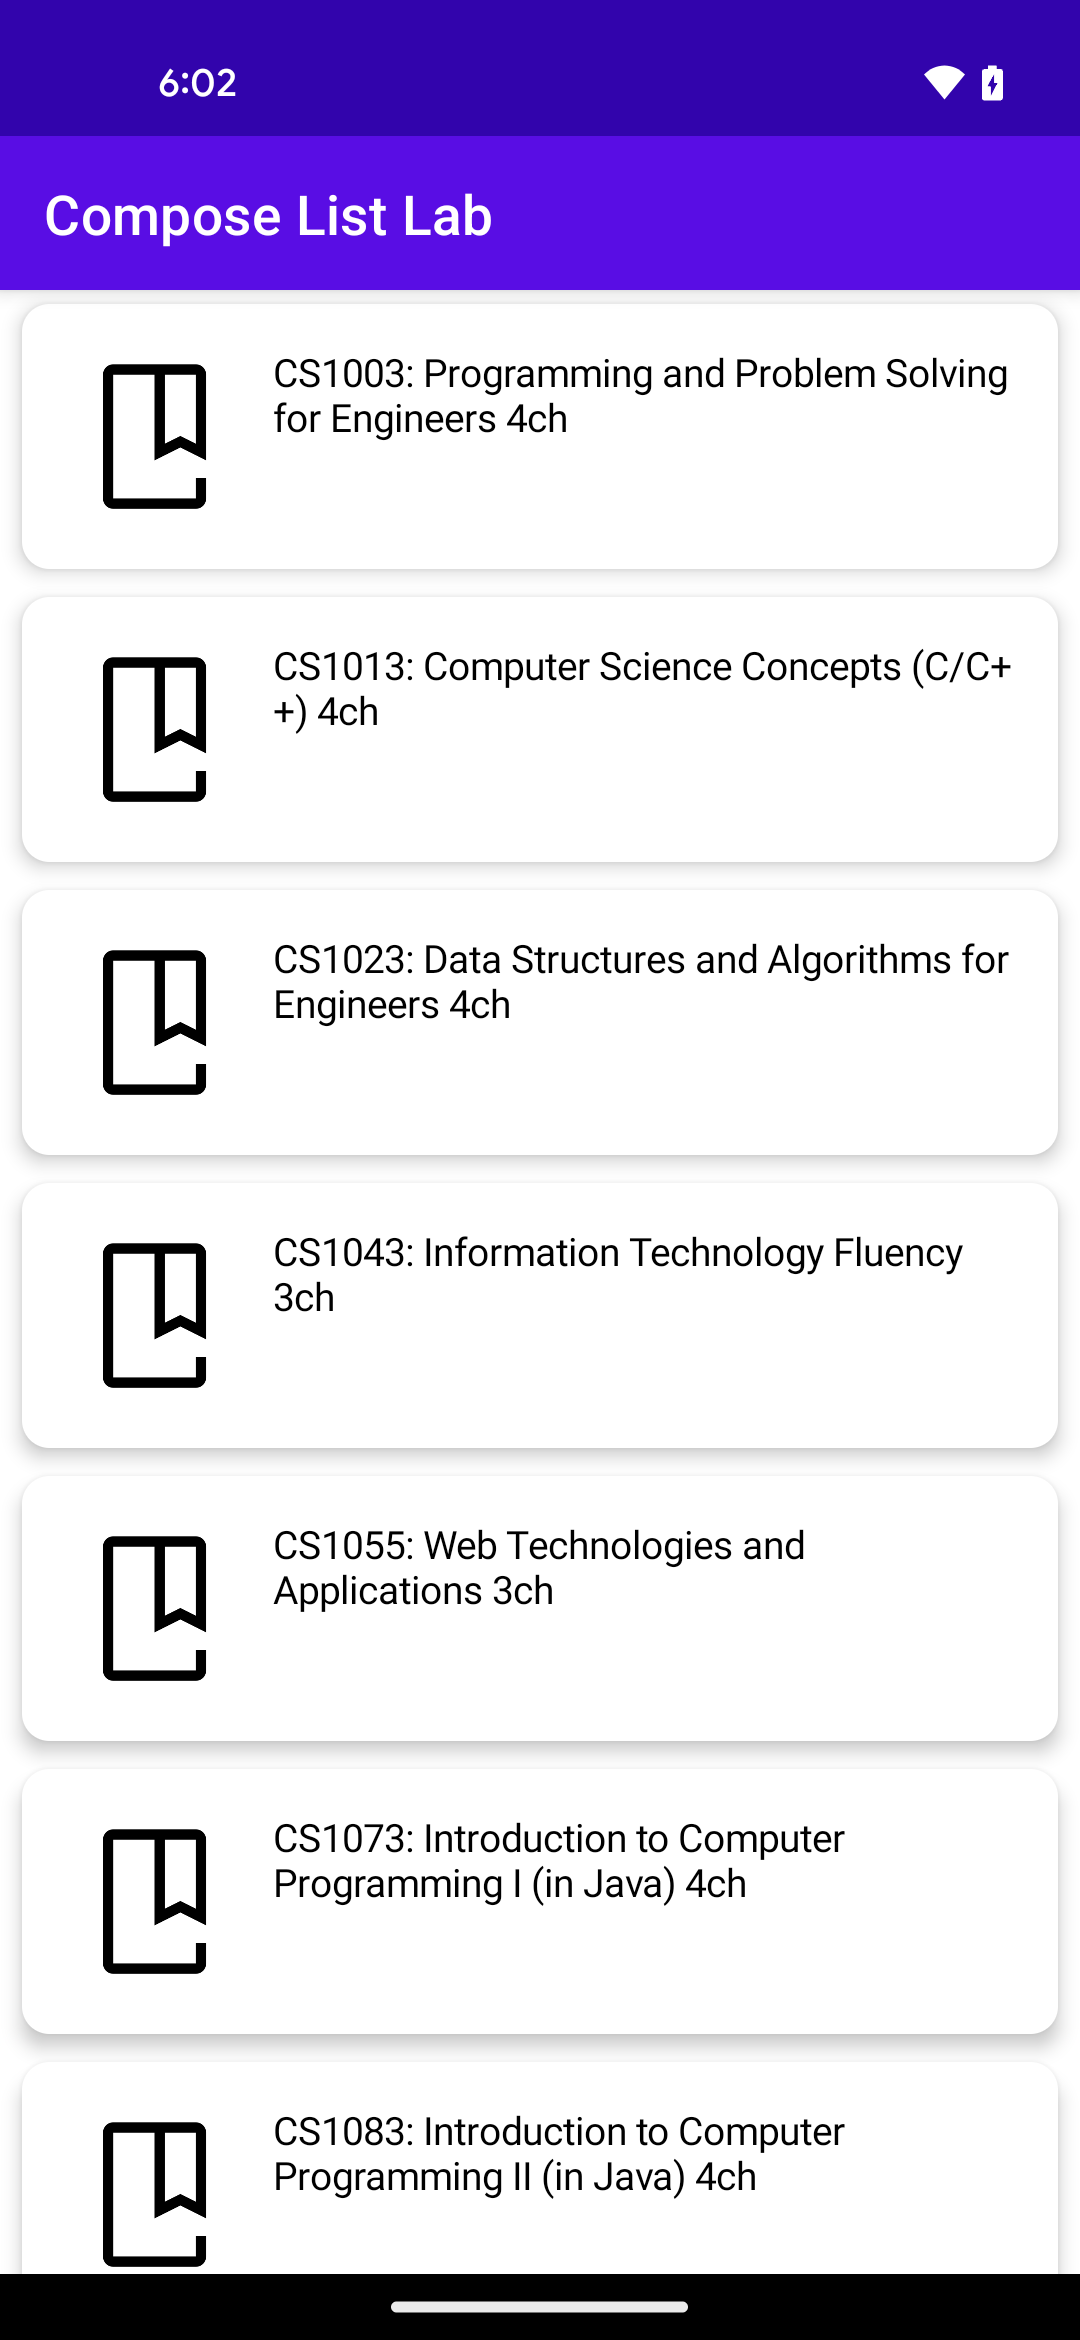 6:02
Compose List Lab
CS1003: Programming and Problem Solving
for Engineers 4ch
CS1013: Computer Science Concepts (C/C+
+) 4ch
CS1023: Data Structures and Algorithms for
Engineers 4ch
CS1043: Information Technology Fluency
3ch
CS1055: Web Technologies and
Applications 3ch
CS1073: Introduction to Computer
Programming I (in Java) 4ch
CS1083: Introduction to Computer
Programming II (in Java) 4ch